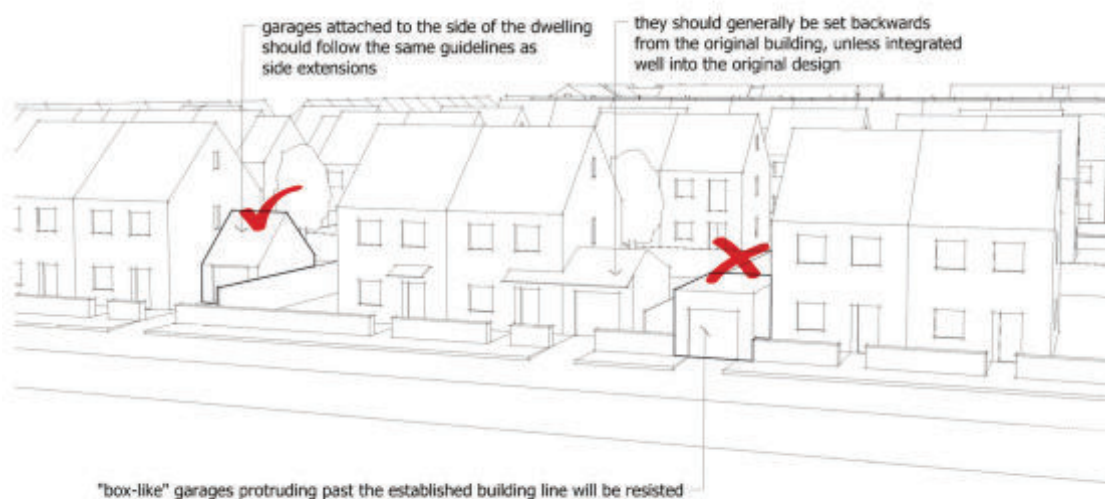 garages attached to the side of the dwelling
should follow the same guidelines as
side extensions
they should generally be set backwards
from the original building, unless integrated
well into the original design
"box-like" garages protruding past the established building line will be resisted